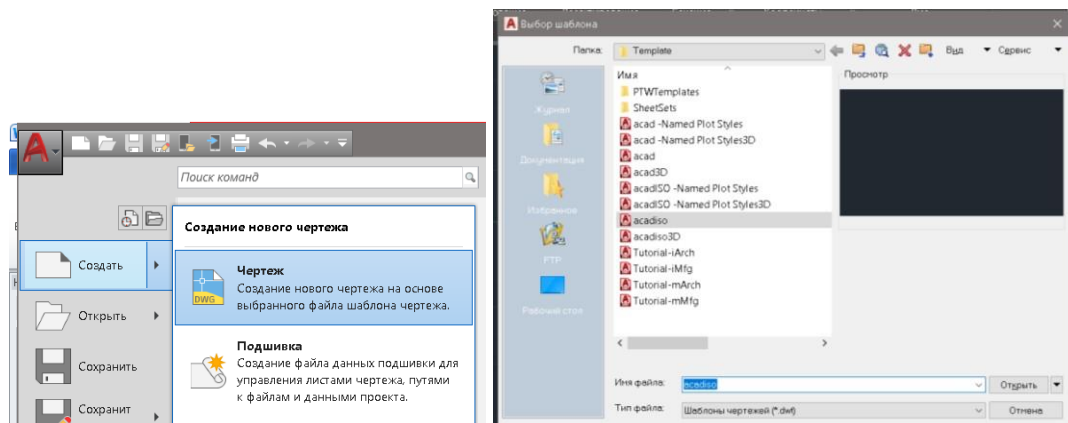 Поиск команд
Создание нового чертежа
Создать
Чертеж
Создание нового чертежа на основе
выбранного файла шаблона чертежа.
DWG
Открыть
Сохранить
Подшивка
Создание файла данных подшивки для
управления листами чертежа, путями
к файлам и данными проекта.
Сохранит
Выбор шаблона
Папка:
Template
Вид
Сервис
Журнал
Документация
Избранное
FTP
Рабочий стол
Имя
PTWTemplates
SheetSets
acad -Named Plot Styles
acad -Named Plot Styles3D
acad
acad3D
acadISO -Named Plot Styles
acadISO -Named Plot Styles3D
acadiso
acadiso3D
Tutorial-iArch
Tutorial-iMfg
Tutorial-mArch
Tutorial-mMfg
Просмотр
Имя файла:
acadiso
Открыть
Тип файла:
Шаблоны чертежей (*.dwt)
Отмена